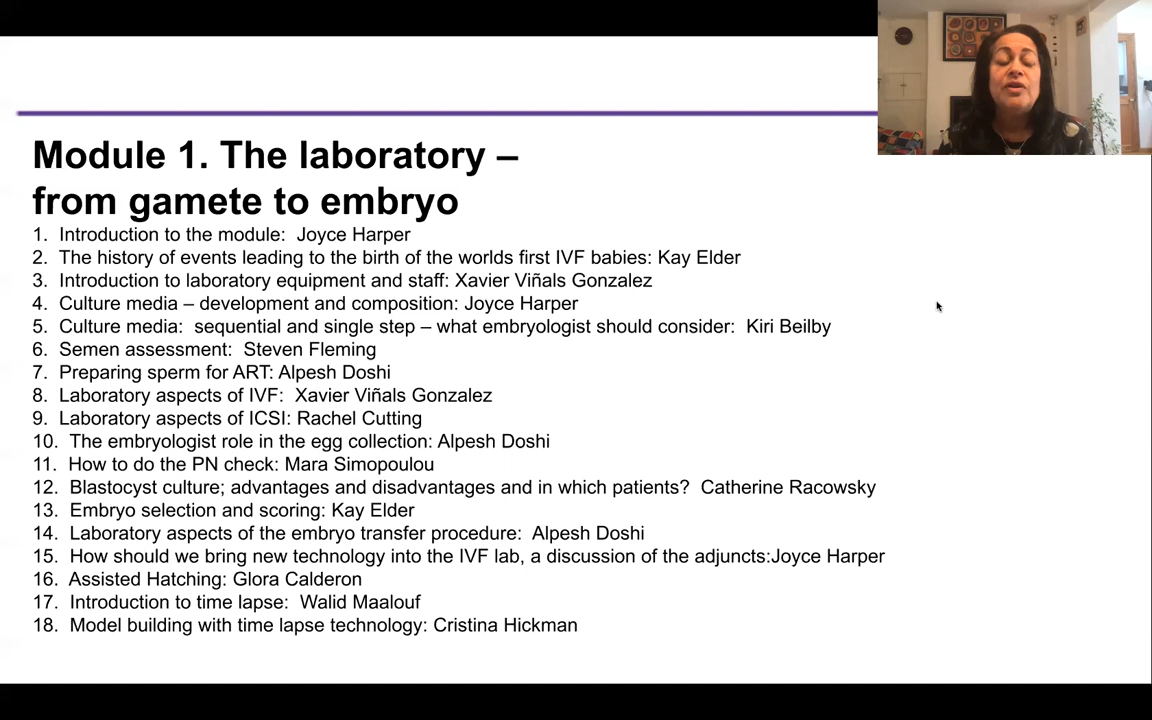 Module 1. The laboratory –
from gamete to embryo
1. Introduction to the module: Joyce Harper
2. The history of events leading to the birth of the worlds first IVF babies: Kay Elder
3. Introduction to laboratory equipment and staff: Xavier Viñals Gonzalez
4. Culture media – development and composition: Joyce Harper
5. Culture media: sequential and single step – what embryologist should consider: Kiri Beilby
6. Semen assessment: Steven Fleming
7. Preparing sperm for ART: Alpesh Doshi
8. Laboratory aspects of IVF: Xavier Viñals Gonzalez
9. Laboratory aspects of ICSI: Rachel Cutting
10. The embryologist role in the egg collection: Alpesh Doshi
11. How to do the PN check: Mara Simopoulou
12. Blastocyst culture; advantages and disadvantages and in which patients? Catherine Racowsky
13. Embryo selection and scoring: Kay Elder
14. Laboratory aspects of the embryo transfer procedure: Alpesh Doshi
15. How should we bring new technology into the IVF lab, a discussion of the adjuncts:Joyce Harper
16. Assisted Hatching: Glora Calderon
17. Introduction to time lapse: Walid Maalouf
18. Model building with time lapse technology: Cristina Hickman